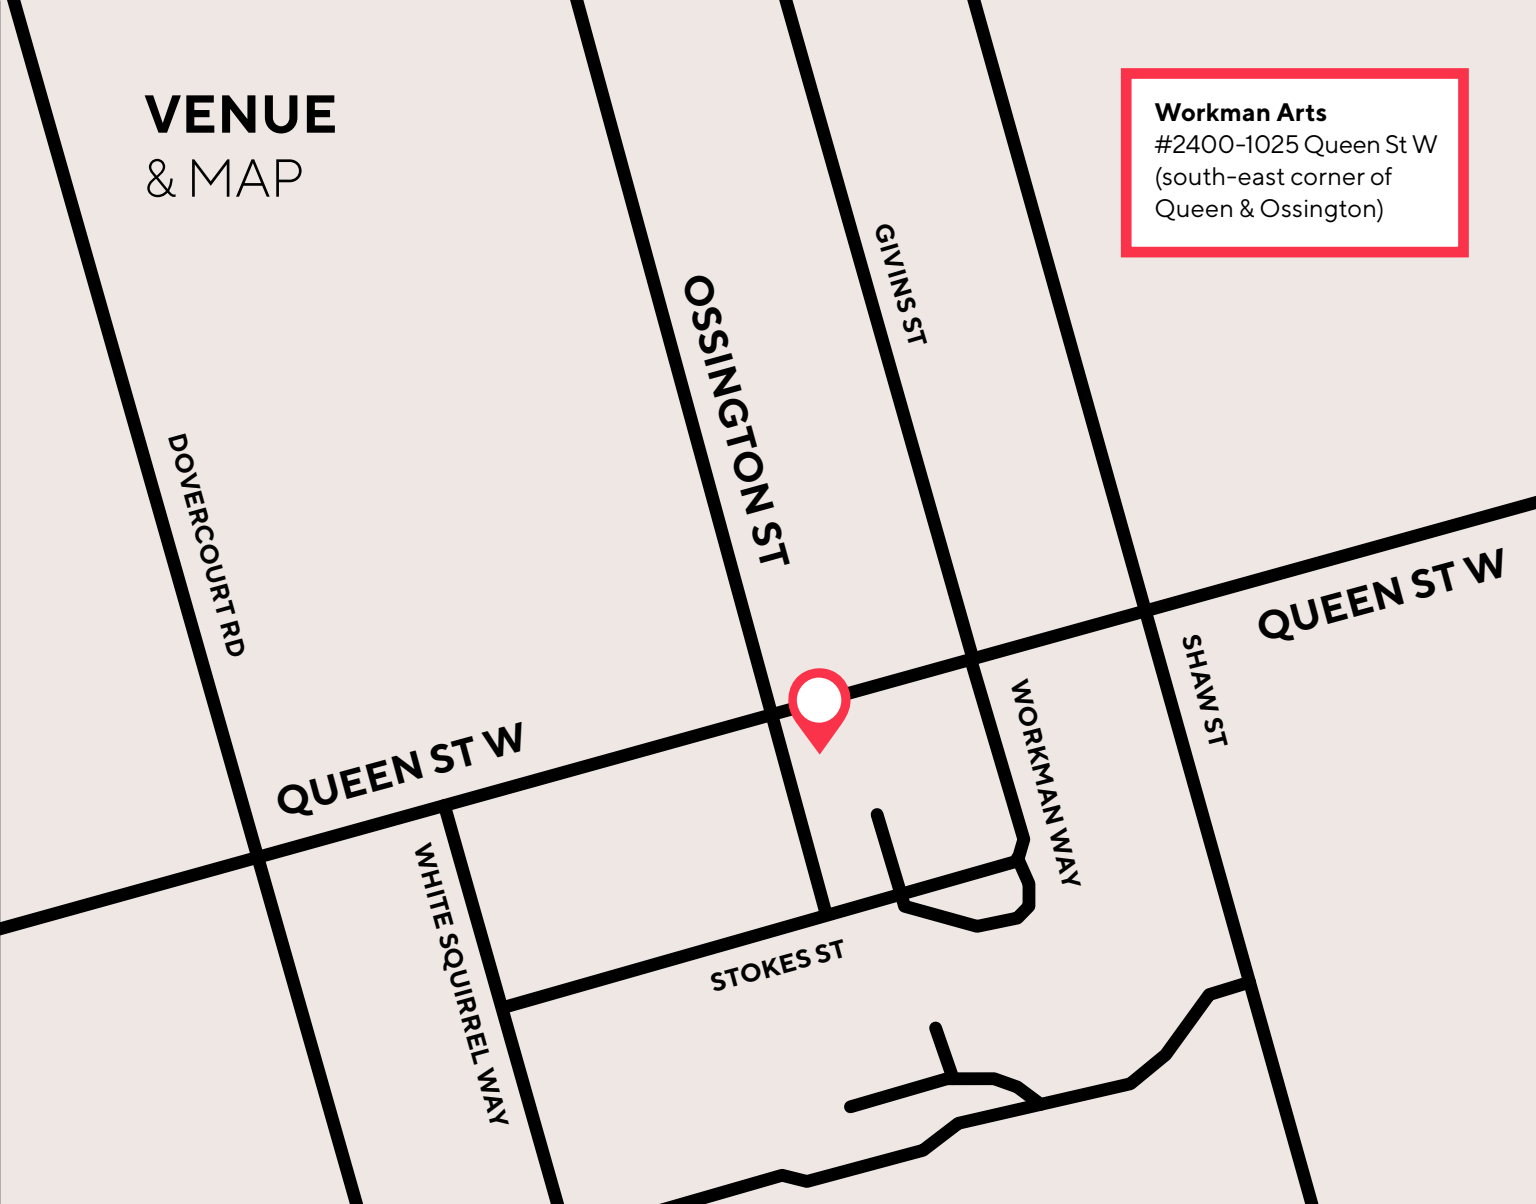 VENUE
& MAP
Workman Arts
#2400-1025 Queen St W
(south-east corner of
Queen & Ossington)
GIVINS ST
OSSINGTON ST
DOVERCOURT RD
QUEEN ST W
SHAW ST
WORKMAN WAY
QUEEN ST W
WHITE SQUIRREL WAY
STOKES ST